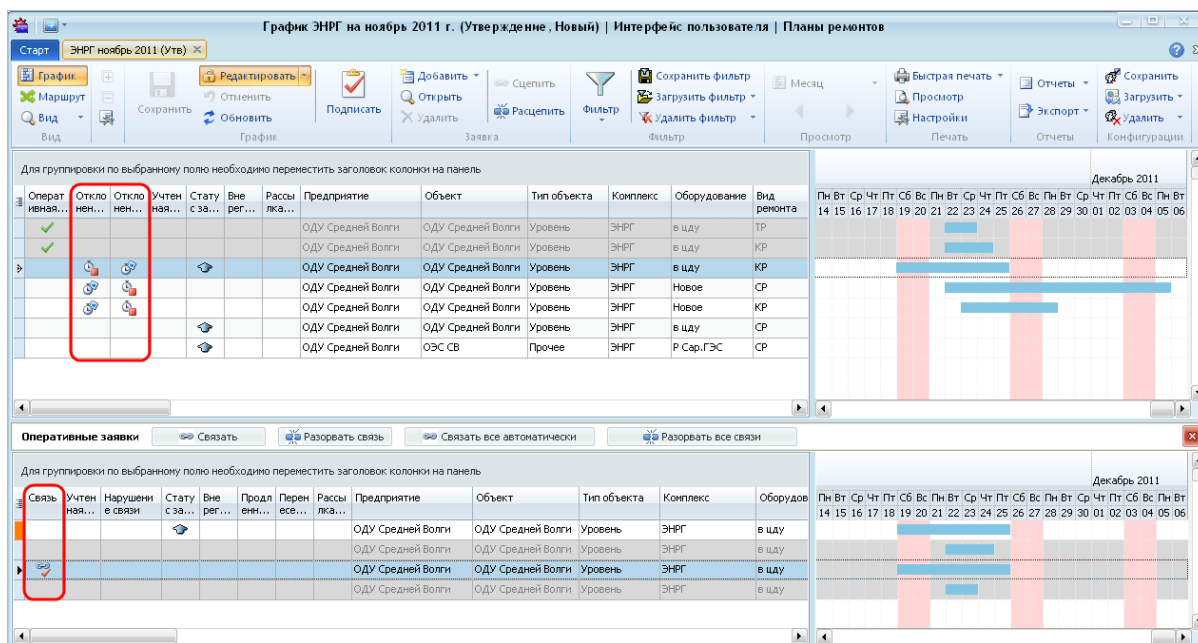 График ЭНРГ на ноябрь 2011 г. (Утверждение, Новый) | Интерфейс пользователя | Планы ремонтов
Старт ЭНРГ ноябрь 2011 (Утв)
График Редактировать Добавить Сцепить Сохранить фильтр Месяц Быстрая печать Отчеты Сохранить
Маршрут Сохранить Отменить Подписать Открыть Фильтр Загрузить фильтр Просмотр Загрузить
Вид Обновить Удалить Расцепить Удалить фильтр Настройки Экспорт Удалить
Вид График Заявка Фильтр Просмотр Печать Отчеты Конфигурации
Для группировки по выбранному полю необходимо переместить заголовок колонки на панель
Декабрь 2011
Операт Откло Откло Учтен Стату Вне Рассы Предприятие Объект Тип объекта Комплекс Оборудование Вид Пн Вт Ср Чт Пт Сб Вс Пн Вт Ср Чт Пт Сб Вс Пн Вт Ср Чт Пт Сб Вс Пн Вт
ивная... нен... нен... ная... с за... рег... лка... ремонта 14 15 16 17 18 19 20 21 22 23 24 25 26 27 28 29 30 01 02 03 04 05 06
ОДУ Средней Волги ОДУ Средней Волги Уровень ЭНРГ в цду ТР
ОДУ Средней Волги ОДУ Средней Волги Уровень ЭНРГ в цду КР
ОДУ Средней Волги ОДУ Средней Волги Уровень ЭНРГ в цду КР
ОДУ Средней Волги ОДУ Средней Волги Уровень ЭНРГ Новое СР
ОДУ Средней Волги ОДУ Средней Волги Уровень ЭНРГ Новое КР
ОДУ Средней Волги ОДУ Средней Волги Уровень ЭНРГ в цду СР
ОДУ Средней Волги ОЭС СВ Прочее ЭНРГ Р Сар.ГЭС СР
Оперативные заявки Связать Разорвать связь Связать все автоматически Разорвать все связи
Для группировки по выбранному полю необходимо переместить заголовок колонки на панель
Декабрь 2011
Связь Учтен Нарушени Стату Вне Продл Перен Рассы Предприятие Объект Тип объекта Комплекс Оборудов Пн Вт Ср Чт Пт Сб Вс Пн Вт Ср Чт Пт Сб Вс Пн Вт Ср Чт Пт Сб Вс Пн Вт
ная... е связи с за... рег... енн... есе... лка... 14 15 16 17 18 19 20 21 22 23 24 25 26 27 28 29 30 01 02 03 04 05 06
ОДУ Средней Волги ОДУ Средней Волги Уровень ЭНРГ в цду
ОДУ Средней Волги ОДУ Средней Волги Уровень ЭНРГ в цду
ОДУ Средней Волги ОДУ Средней Волги Уровень ЭНРГ в цду
ОДУ Средней Волги ОДУ Средней Волги Уровень ЭНРГ в цду